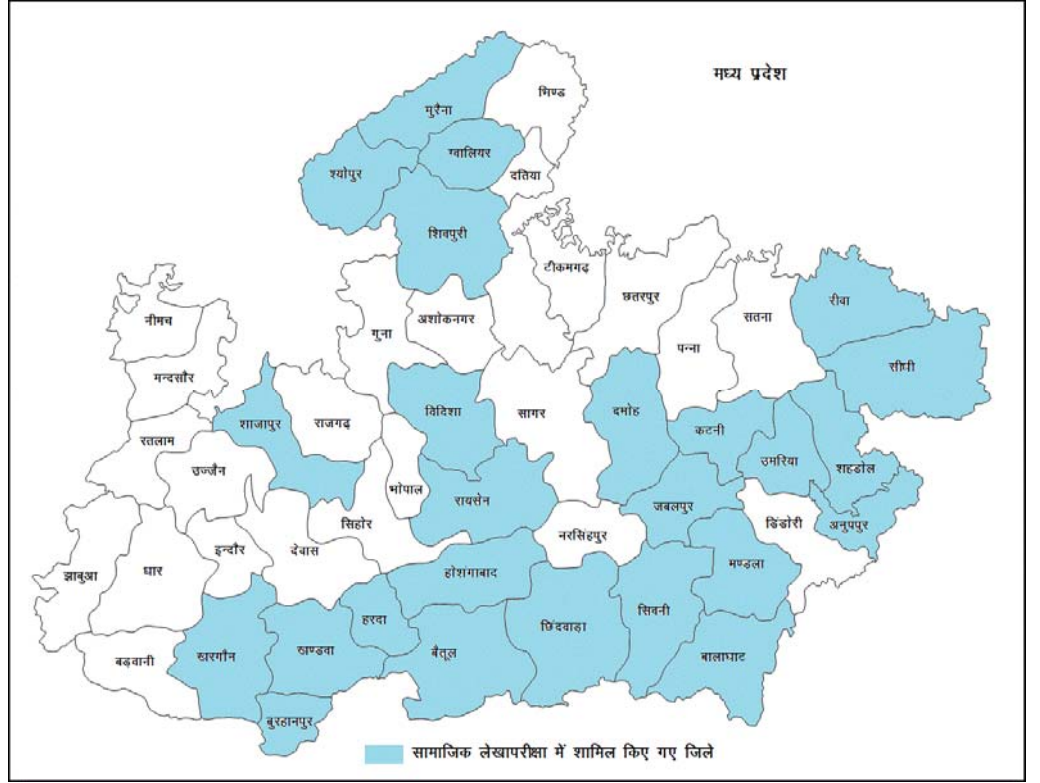 मध्य प्रदेश
भिण्ड
मुरैना
ग्वालियर
दतिया
श्योपुर
शिवपुरी
टीकमगढ़
छतरपुर
रीवा
सतना
नीमच
अशोकनगर
गुना
पन्ना
सीधी
मन्दसौर
विदिशा
सागर
दमोह
शाजापुर
राजगढ़
कटनी
रतलाम
उमरिया
शहडोल
उज्जैन
भोपाल
रायसेन
जबलपुर
सिहोर
डिंडोरी
अनुपपुर
नरसिंहपुर
इन्दौर
देवास
मण्डला
झाबुआ
धार
होशंगाबाद
सिवनी
हरदा
छिंदवाड़ा
खण्डवा
बैतूल
बड़वानी
खरगौन
बालाघाट
बुरहानपुर
सामाजिक लेखापरीक्षा में शामिल किए गए जिले